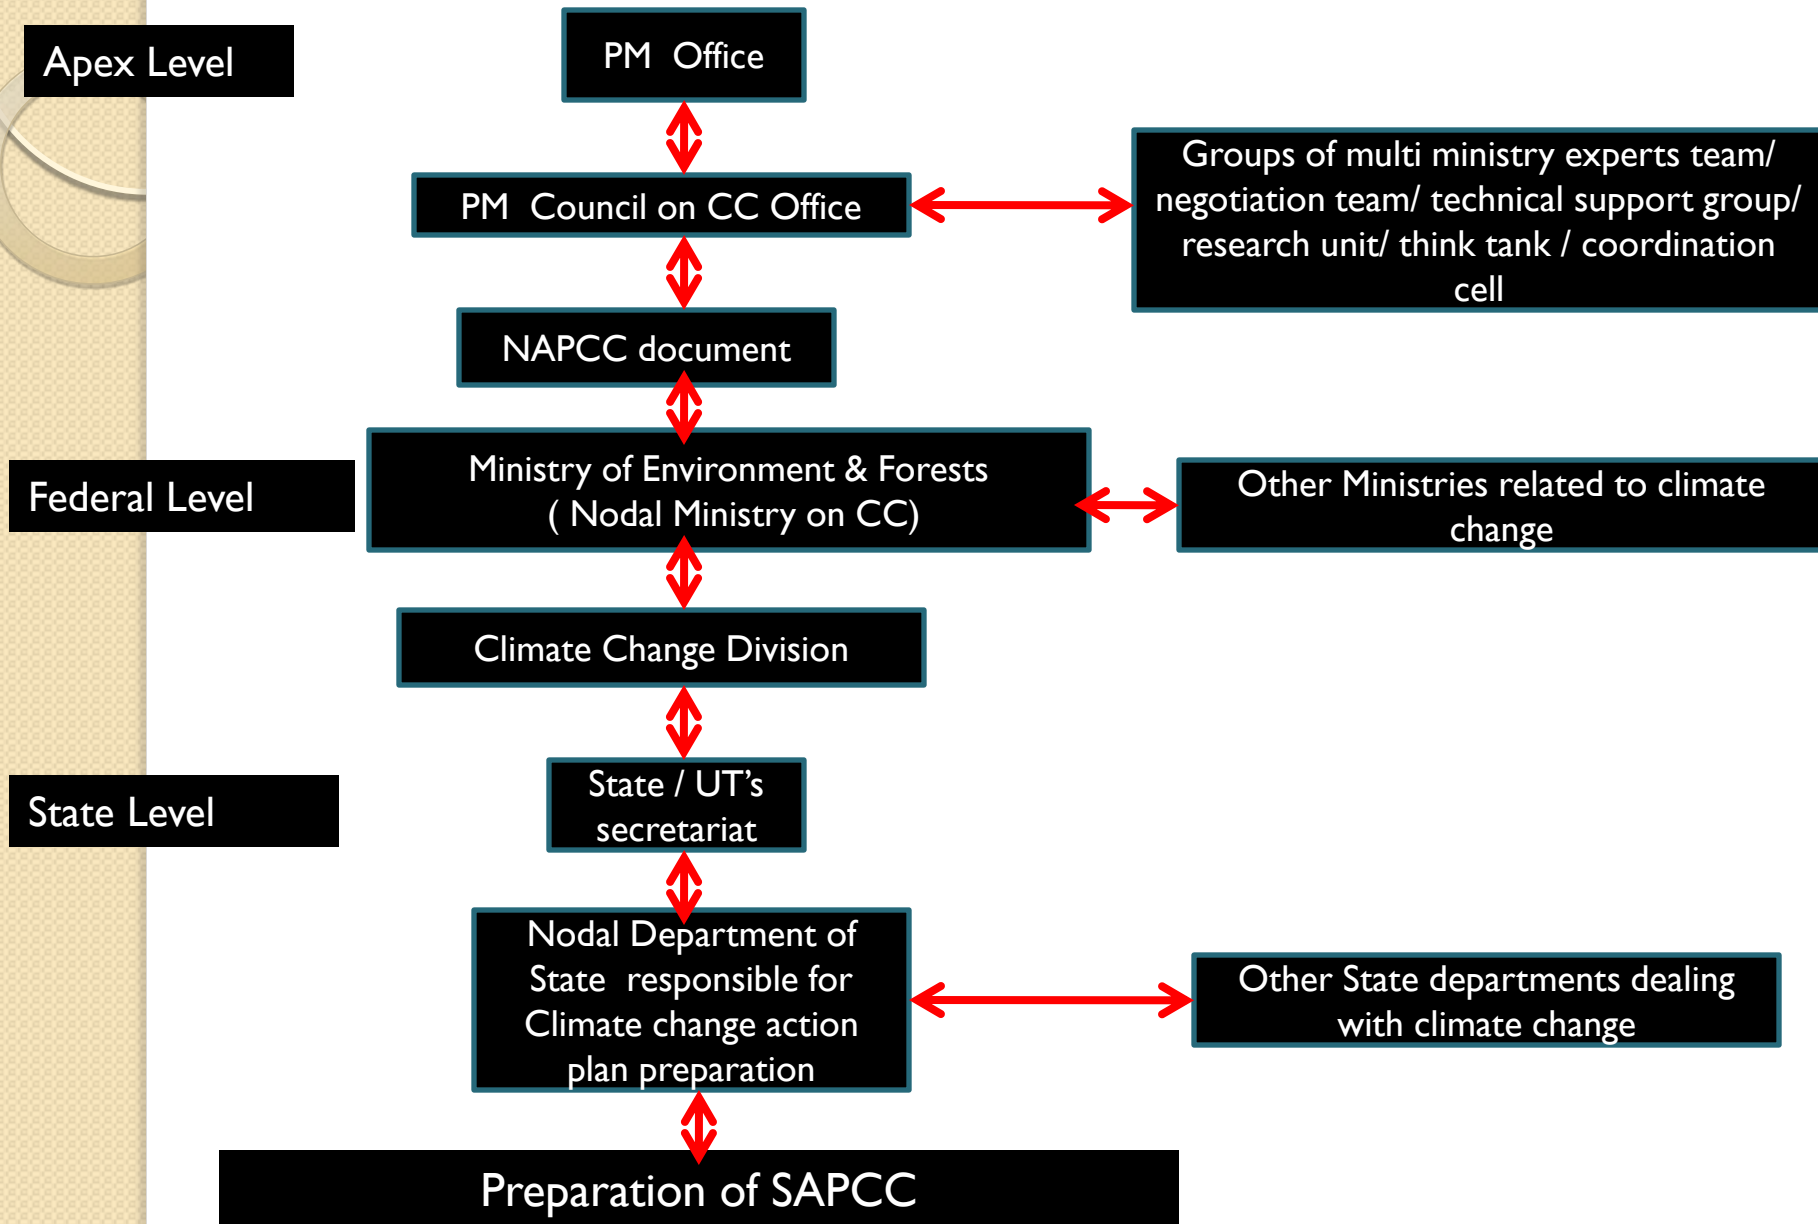 Apex Level
PM Office
Groups of multi ministry experts team/
negotiation team/ technical support group/
research unit/ think tank / coordination
cell
PM Council on CC Office
NAPCC document
Federal Level
Ministry of Environment & Forests
( Nodal Ministry on CC)
Other Ministries related to climate
change
Climate Change Division
State Level
State / UT’s
secretariat
Nodal Department of
State responsible for
Climate change action
plan preparation
Other State departments dealing
with climate change
Preparation of SAPCC